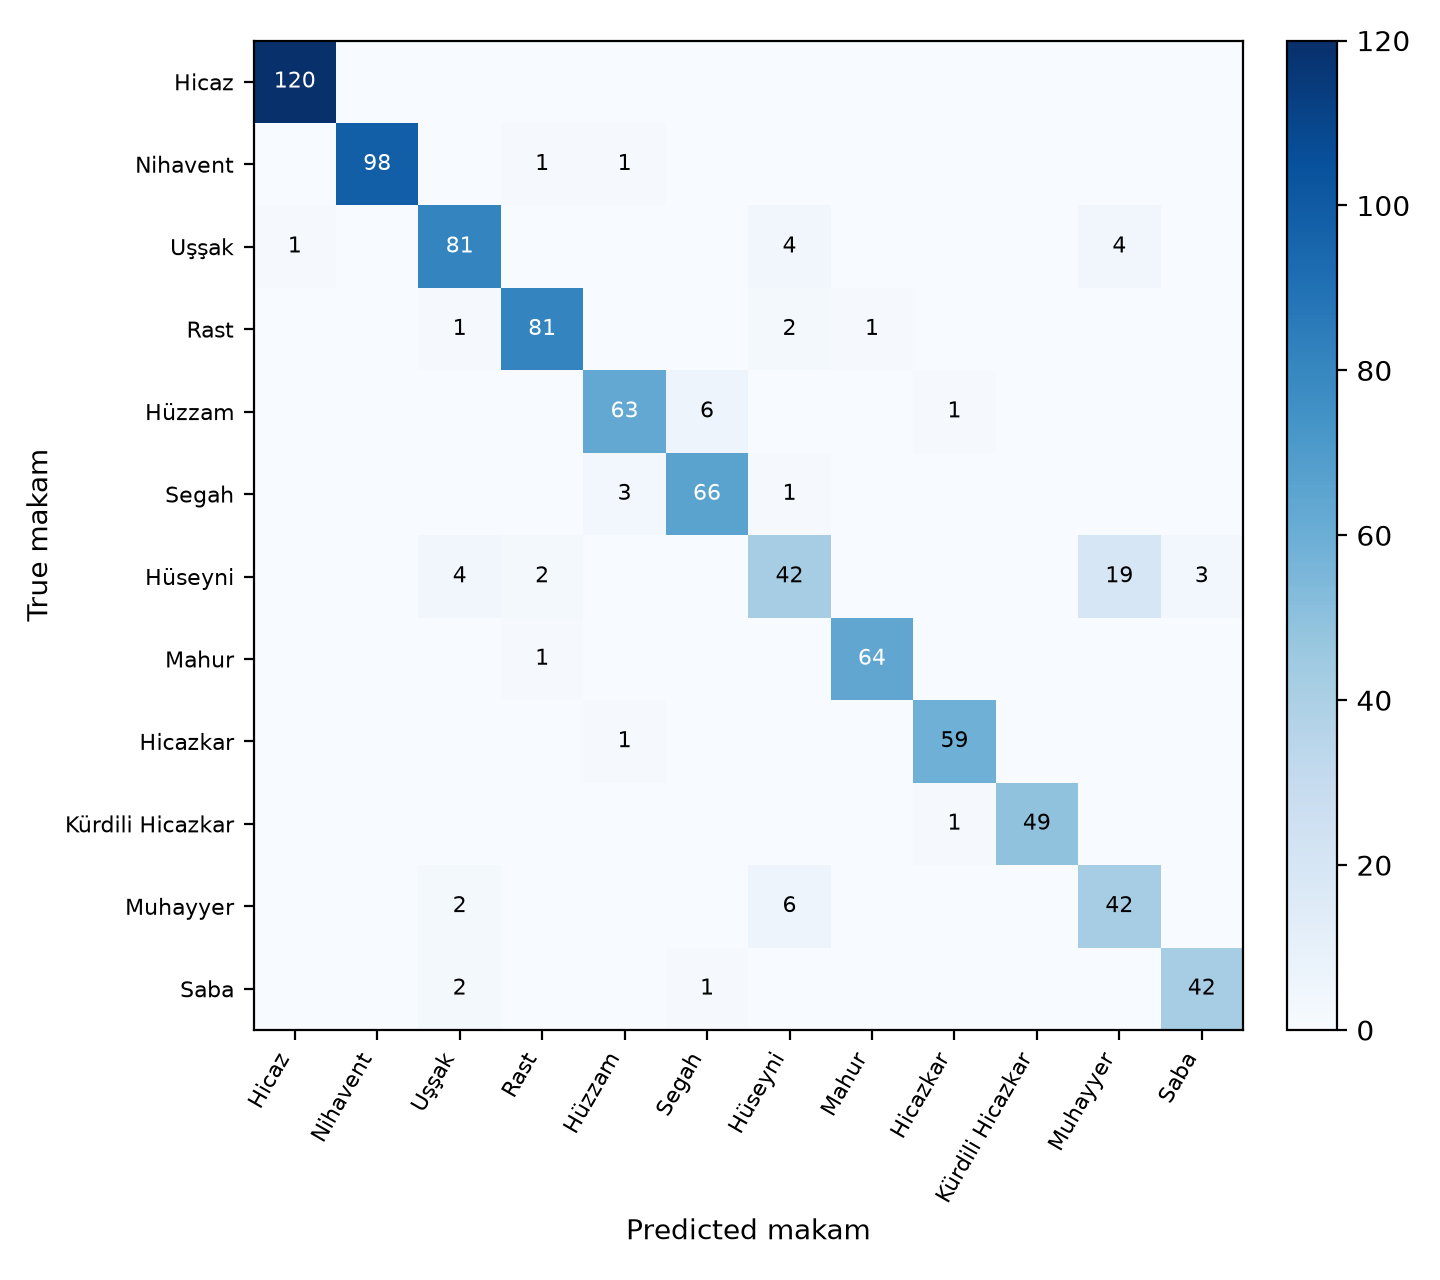 Hicaz 120
Nihavent 98 1 1
Uşşak 1 81 4 4
Rast 1 81 2 1
Hüzzam 63 6 1
Segah 3 66 1
Hüseyni 4 2 42 19 3
Mahur 1 64
Hicazkar 1 59
Kürdili Hicazkar 1 49
Muhayyer 2 6 42
Saba 2 1 42
True makam
Hicaz
Nihavent
Uşşak
Rast
Hüzzam
Segah
Hüseyni
Mahur
Hicazkar
Kürdili Hicazkar
Muhayyer
Saba
Predicted makam
120
100
80
60
40
20
0